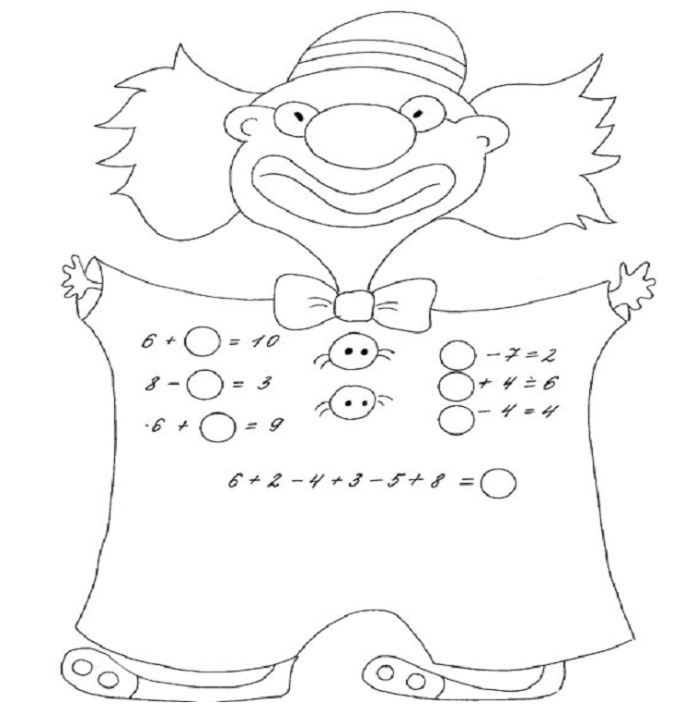 6 + ◯ = 10
8 - ◯ = 3
6 + ◯ = 9
◯ - 7 = 2
◯ + 4 = 6
◯ - 4 = 4
6 + 2 - 4 + 3 - 5 + 8 = ◯